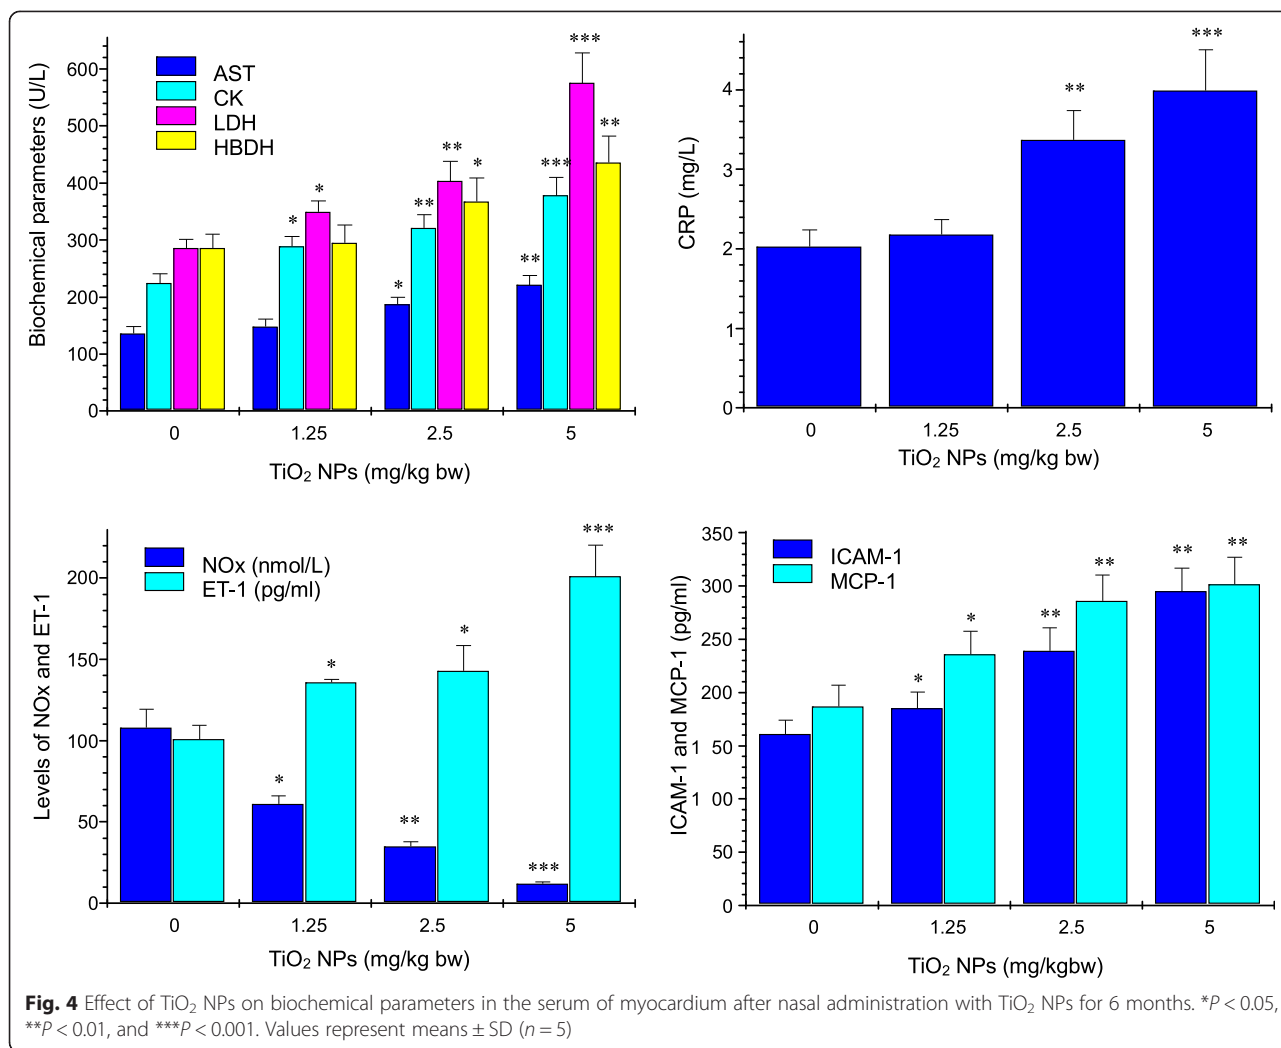 ***
***
600
AST
4
CK
**
500
LDH
HBDH
**
**
***
*
400
3
*
**
*
300
**
2
*
200
1
100
0
0
0 1.25 2.5 5
0 1.25 2.5 5
Biochemical parameters (U/L)
CRP (mg/L)
TiO2 NPs (mg/kg bw)
TiO2 NPs (mg/kg bw)
***
NOx (nmol/L)
ET-1 (pg/ml)
200
150
*
*
100
*
50
**
***
0
0 1.25 2.5 5
Levels of NOx and ET-1
TiO2 NPs (mg/kg bw)
350
ICAM-1
MCP-1
**
**
**
300
**
*
250
*
200
1 50
1 00
50
0
0 1.25 2.5 5
ICAM-1 and MCP-1 (pg/ml)
TiO2 NPs (mg/kgbw)
Fig. 4 Effect of TiO2 NPs on biochemical parameters in the serum of myocardium after nasal administration with TiO2 NPs for 6 months. *P < 0.05,
**P < 0.01, and ***P < 0.001. Values represent means ± SD (n = 5)